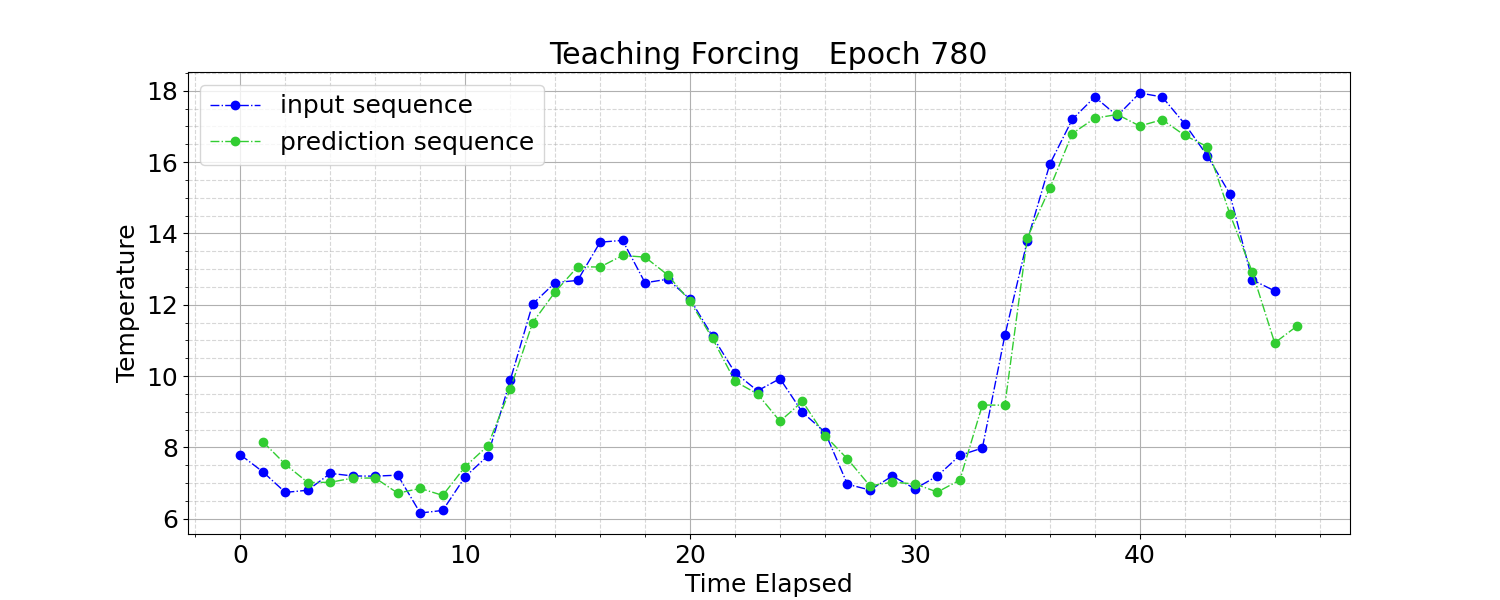 Teaching Forcing   Epoch 780
18
16
14
12
10
8
6
input sequence
prediction sequence
Temperature
0 10 20 30 40
Time Elapsed